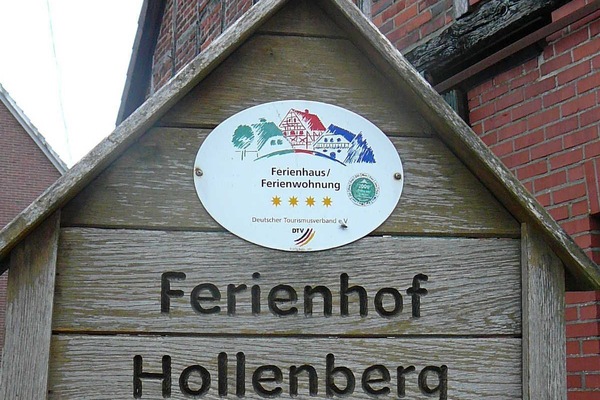 Ferienhaus/
Ferienwohnung
Deutscher Tourismusverband e.V.
DTV
Ferienhof
Hollenberg